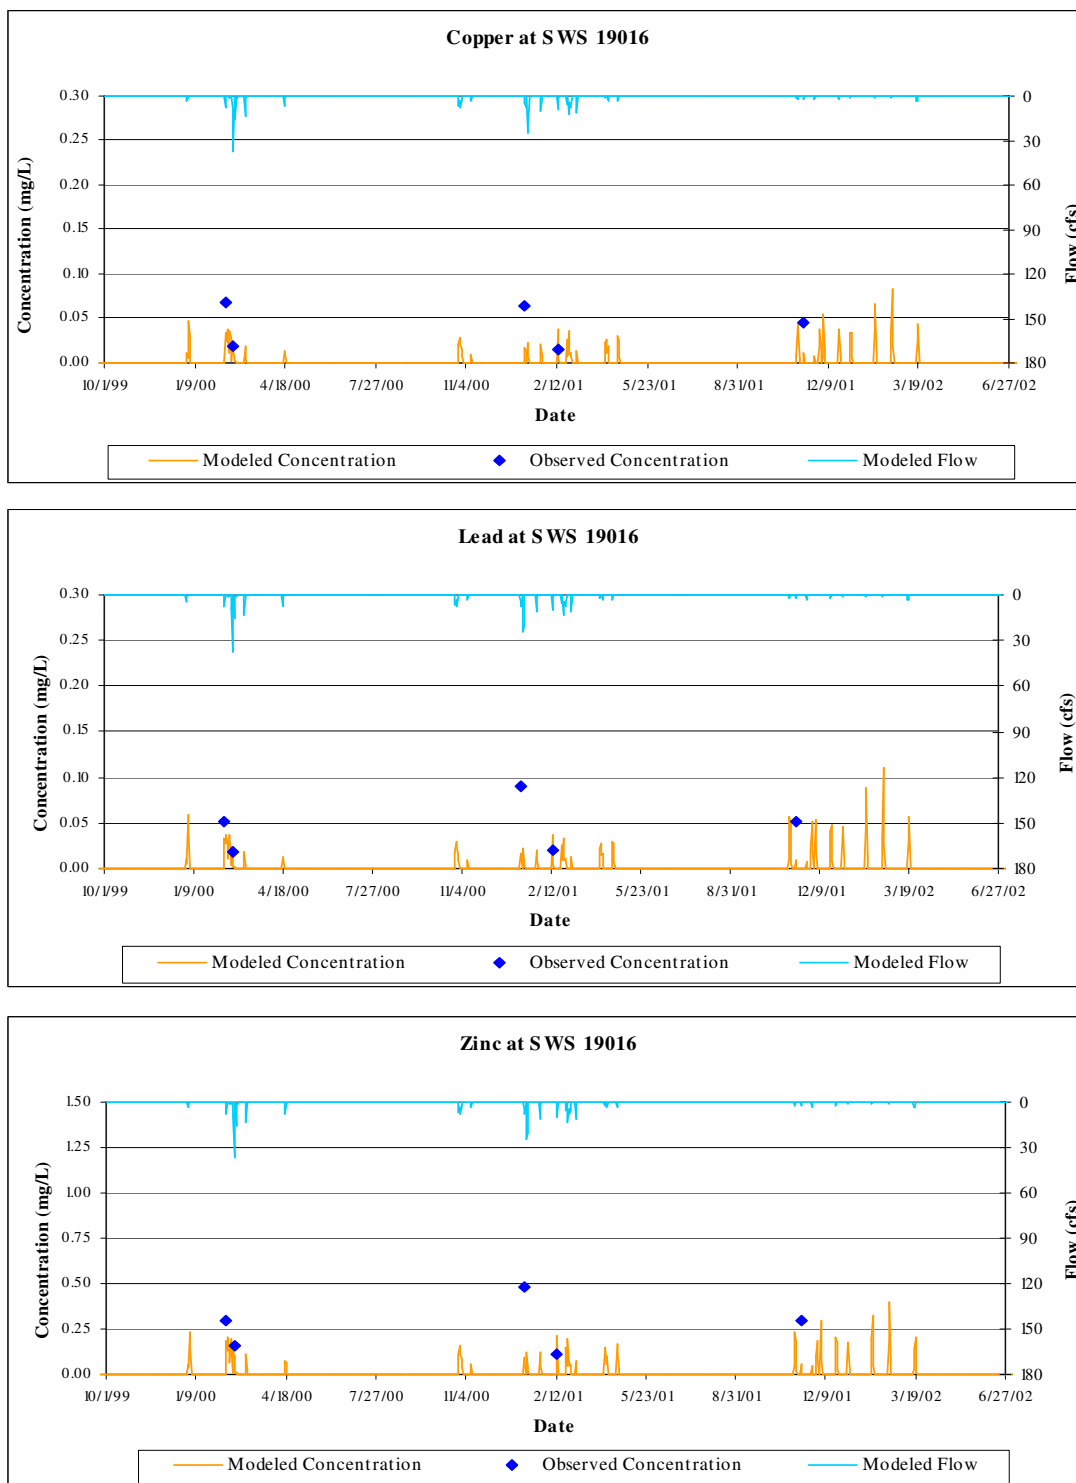 Copper at SWS 19016
Concentration (mg/L)
0.30
0.25
0.20
0.15
0.10
0.05
0.00
0
30
60
90
120
150
180
Flow (cfs)
10/1/99 1/9/00 4/18/00 7/27/00 11/4/00 2/12/01 5/23/01 8/31/01 12/9/01 3/19/02 6/27/02
Date
Modeled Concentration Observed Concentration Modeled Flow
Lead at SWS 19016
Concentration (mg/L)
0.30
0.25
0.20
0.15
0.10
0.05
0.00
0
30
60
90
120
150
180
Flow (cfs)
10/1/99 1/9/00 4/18/00 7/27/00 11/4/00 2/12/01 5/23/01 8/31/01 12/9/01 3/19/02 6/27/02
Date
Modeled Concentration Observed Concentration Modeled Flow
Zinc at SWS 19016
Concentration (mg/L)
1.50
1.25
1.00
0.75
0.50
0.25
0.00
0
30
60
90
120
150
180
Flow (cfs)
10/1/99 1/9/00 4/18/00 7/27/00 11/4/00 2/12/01 5/23/01 8/31/01 12/9/01 3/19/02 6/27/02
Date
Modeled Concentration Observed Concentration Modeled Flow